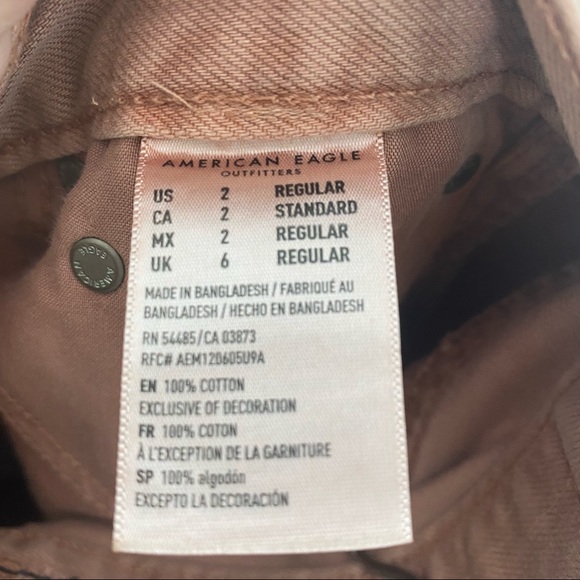 AMERICAN EAGLE
OUTFITTERS
US 2 REGULAR
CA 2 STANDARD
MX 2 REGULAR
UK 6 REGULAR
MADE IN BANGLADESH / FABRIQUÉ AU
BANGLADESH / HECHO EN BANGLADESH
RN 54485/CA 03873
RFC# AEM120605U9A
EN 100% COTTON
EXCLUSIVE OF DECORATION
FR 100% COTON
À L'EXCEPTION DE LA GARNITURE
SP 100% algodón
EXCEPTO LA DECORACIÓN
AMERICAN
EAGLE